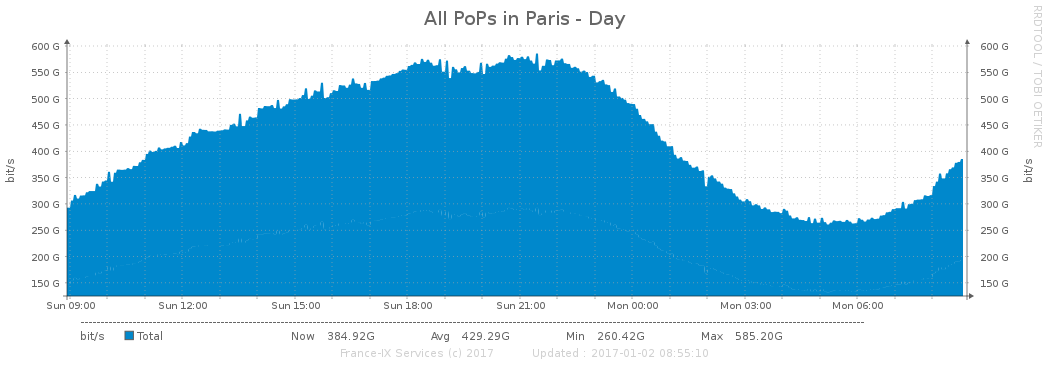 All PoPs in Paris - Day
RRDTOOL / TOBI OETIKER
600 G 600 G
550 G 550 G
500 G 500 G
450 G 450 G
400 G 400 G
350 G 350 G
300 G 300 G
250 G 250 G
200 G 200 G
150 G 150 G
bit/s bit/s
Sun 09:00 Sun 12:00 Sun 15:00 Sun 18:00 Sun 21:00 Mon 00:00 Mon 03:00 Mon 06:00
bit/s Total Now 384.92G Avg 429.29G Min 260.42G Max 585.20G
France-IX Services (c) 2017 Updated : 2017-01-02 08:55:10